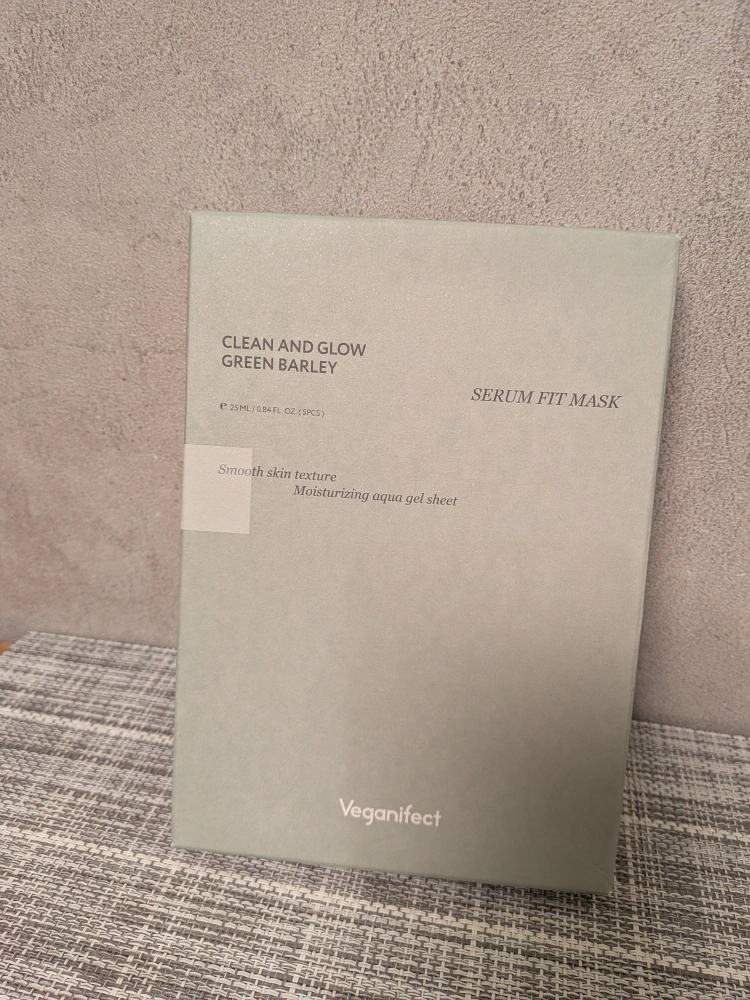 CLEAN AND GLOW
GREEN BARLEY
SERUM FIT MASK
℮ 25 ML / 0.84 FL. OZ. ( 5PCS )
Smooth skin texture
Moisturizing aqua gel sheet
Veganifect